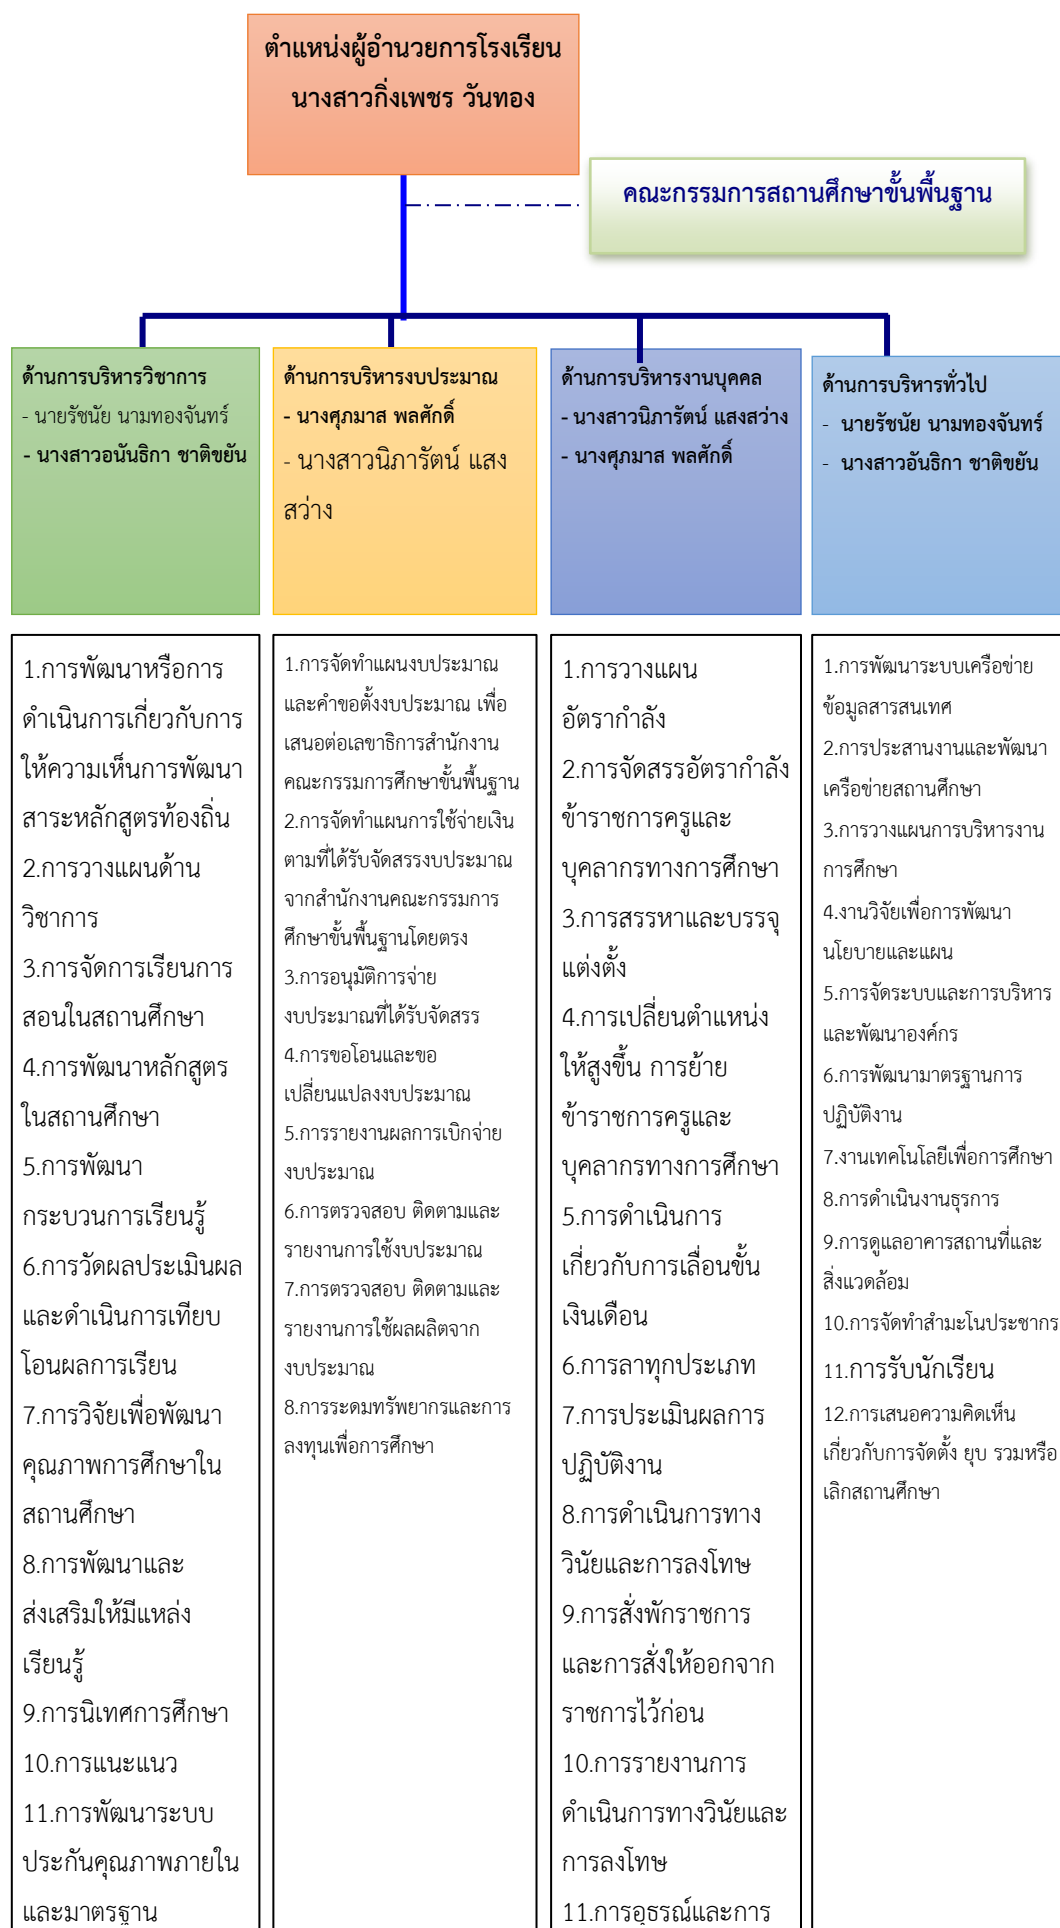 ตำแหน่งผู้อำนวยการโรงเรียน
นางสาวกิ่งเพชร วันทอง
คณะกรรมการสถานศึกษาขั้นพื้นฐาน
ด้านการบริหารวิชาการ
- นายรัชนัย นามทองจันทร์
- นางสาวอนันธิกา ชาติขยัน
ด้านการบริหารงบประมาณ
- นางศุภมาส พลศักดิ์
- นางสาวนิภารัตน์ แสง
สว่าง
ด้านการบริหารงานบุคคล
- นางสาวนิภารัตน์ แสงสว่าง
- นางศุภมาส พลศักดิ์
ด้านการบริหารทั่วไป
- นายรัชนัย นามทองจันทร์
- นางสาวอันธิกา ชาติขยัน
1.การพัฒนาหรือการ
ดำเนินการเกี่ยวกับการ
ให้ความเห็นการพัฒนา
สาระหลักสูตรท้องถิ่น
2.การวางแผนด้าน
วิชาการ
3.การจัดการเรียนการ
สอนในสถานศึกษา
4.การพัฒนาหลักสูตร
ในสถานศึกษา
5.การพัฒนา
กระบวนการเรียนรู้
6.การวัดผลประเมินผล
และดำเนินการเทียบ
โอนผลการเรียน
7.การวิจัยเพื่อพัฒนา
คุณภาพการศึกษาใน
สถานศึกษา
8.การพัฒนาและ
ส่งเสริมให้มีแหล่ง
เรียนรู้
9.การนิเทศการศึกษา
10.การแนะแนว
11.การพัฒนาระบบ
ประกันคุณภาพภายใน
และมาตรฐาน
1.การจัดทำแผนงบประมาณ
และคำขอตั้งงบประมาณ เพื่อ
เสนอต่อเลขาธิการสำนักงาน
คณะกรรมการศึกษาขั้นพื้นฐาน
2.การจัดทำแผนการใช้จ่ายเงิน
ตามที่ได้รับจัดสรรงบประมาณ
จากสำนักงานคณะกรรมการ
ศึกษาขั้นพื้นฐานโดยตรง
3.การอนุมัติการจ่าย
งบประมาณที่ได้รับจัดสรร
4.การขอโอนและขอ
เปลี่ยนแปลงงบประมาณ
5.การรายงานผลการเบิกจ่าย
งบประมาณ
6.การตรวจสอบ ติดตามและ
รายงานการใช้งบประมาณ
7.การตรวจสอบ ติดตามและ
รายงานการใช้ผลผลิตจาก
งบประมาณ
8.การระดมทรัพยากรและการ
ลงทุนเพื่อการศึกษา
1.การวางแผน
อัตรากำลัง
2.การจัดสรรอัตรากำลัง
ข้าราชการครูและ
บุคลากรทางการศึกษา
3.การสรรหาและบรรจุ
แต่งตั้ง
4.การเปลี่ยนตำแหน่ง
ให้สูงขึ้น การย้าย
ข้าราชการครูและ
บุคลากรทางการศึกษา
5.การดำเนินการ
เกี่ยวกับการเลื่อนขั้น
เงินเดือน
6.การลาทุกประเภท
7.การประเมินผลการ
ปฏิบัติงาน
8.การดำเนินการทาง
วินัยและการลงโทษ
9.การสั่งพักราชการ
และการสั่งให้ออกจาก
ราชการไว้ก่อน
10.การรายงานการ
ดำเนินการทางวินัยและ
การลงโทษ
11.การอุธรณ์และการ
1.การพัฒนาระบบเครือข่าย
ข้อมูลสารสนเทศ
2.การประสานงานและพัฒนา
เครือข่ายสถานศึกษา
3.การวางแผนการบริหารงาน
การศึกษา
4.งานวิจัยเพื่อการพัฒนา
นโยบายและแผน
5.การจัดระบบและการบริหาร
และพัฒนาองค์กร
6.การพัฒนามาตรฐานการ
ปฏิบัติงาน
7.งานเทคโนโลยีเพื่อการศึกษา
8.การดำเนินงานธุรการ
9.การดูแลอาคารสถานที่และ
สิ่งแวดล้อม
10.การจัดทำสำมะโนประชากร
11.การรับนักเรียน
12.การเสนอความคิดเห็น
เกี่ยวกับการจัดตั้ง ยุบ รวมหรือ
เลิกสถานศึกษา